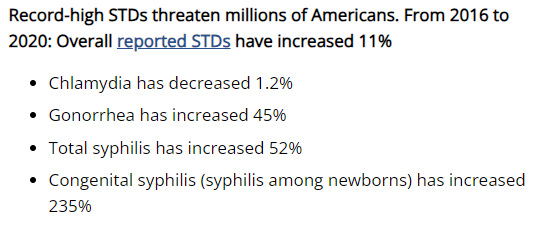 Record-high STDs threaten millions of Americans. From 2016 to
2020: Overall reported STDs have increased 11%
• Chlamydia has decreased 1.2%
• Gonorrhea has increased 45%
• Total syphilis has increased 52%
• Congenital syphilis (syphilis among newborns) has increased
235%